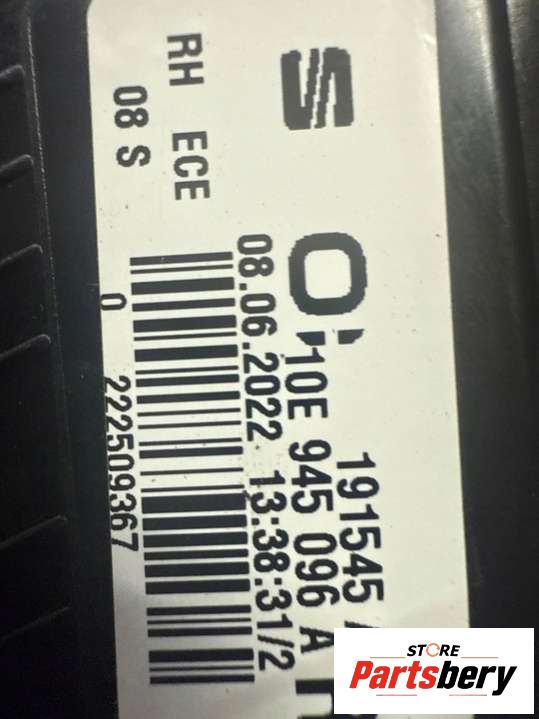 191545
10E 945 096 A
08.06.2022 13:38:31/2
RH ECE
08 S
0 222509367
STORE
Partsbery